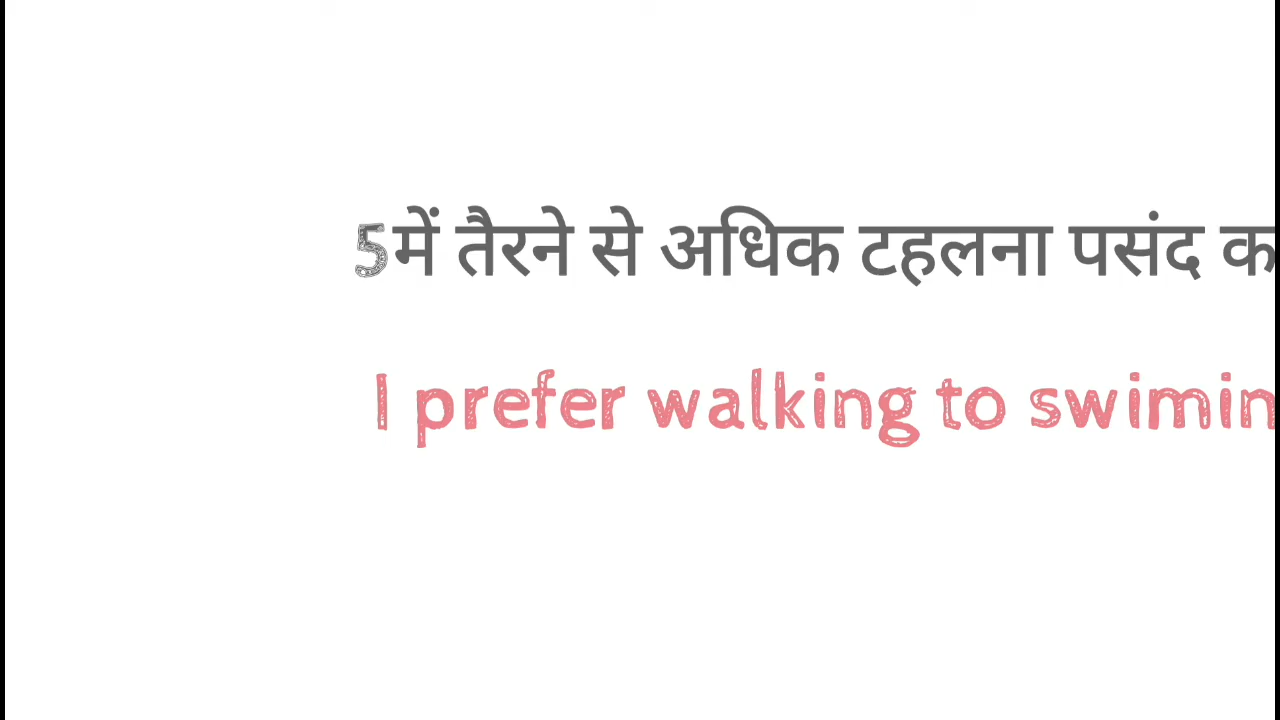 5में तैरने से अधिक टहलना पसंद क
I prefer walking to swimin